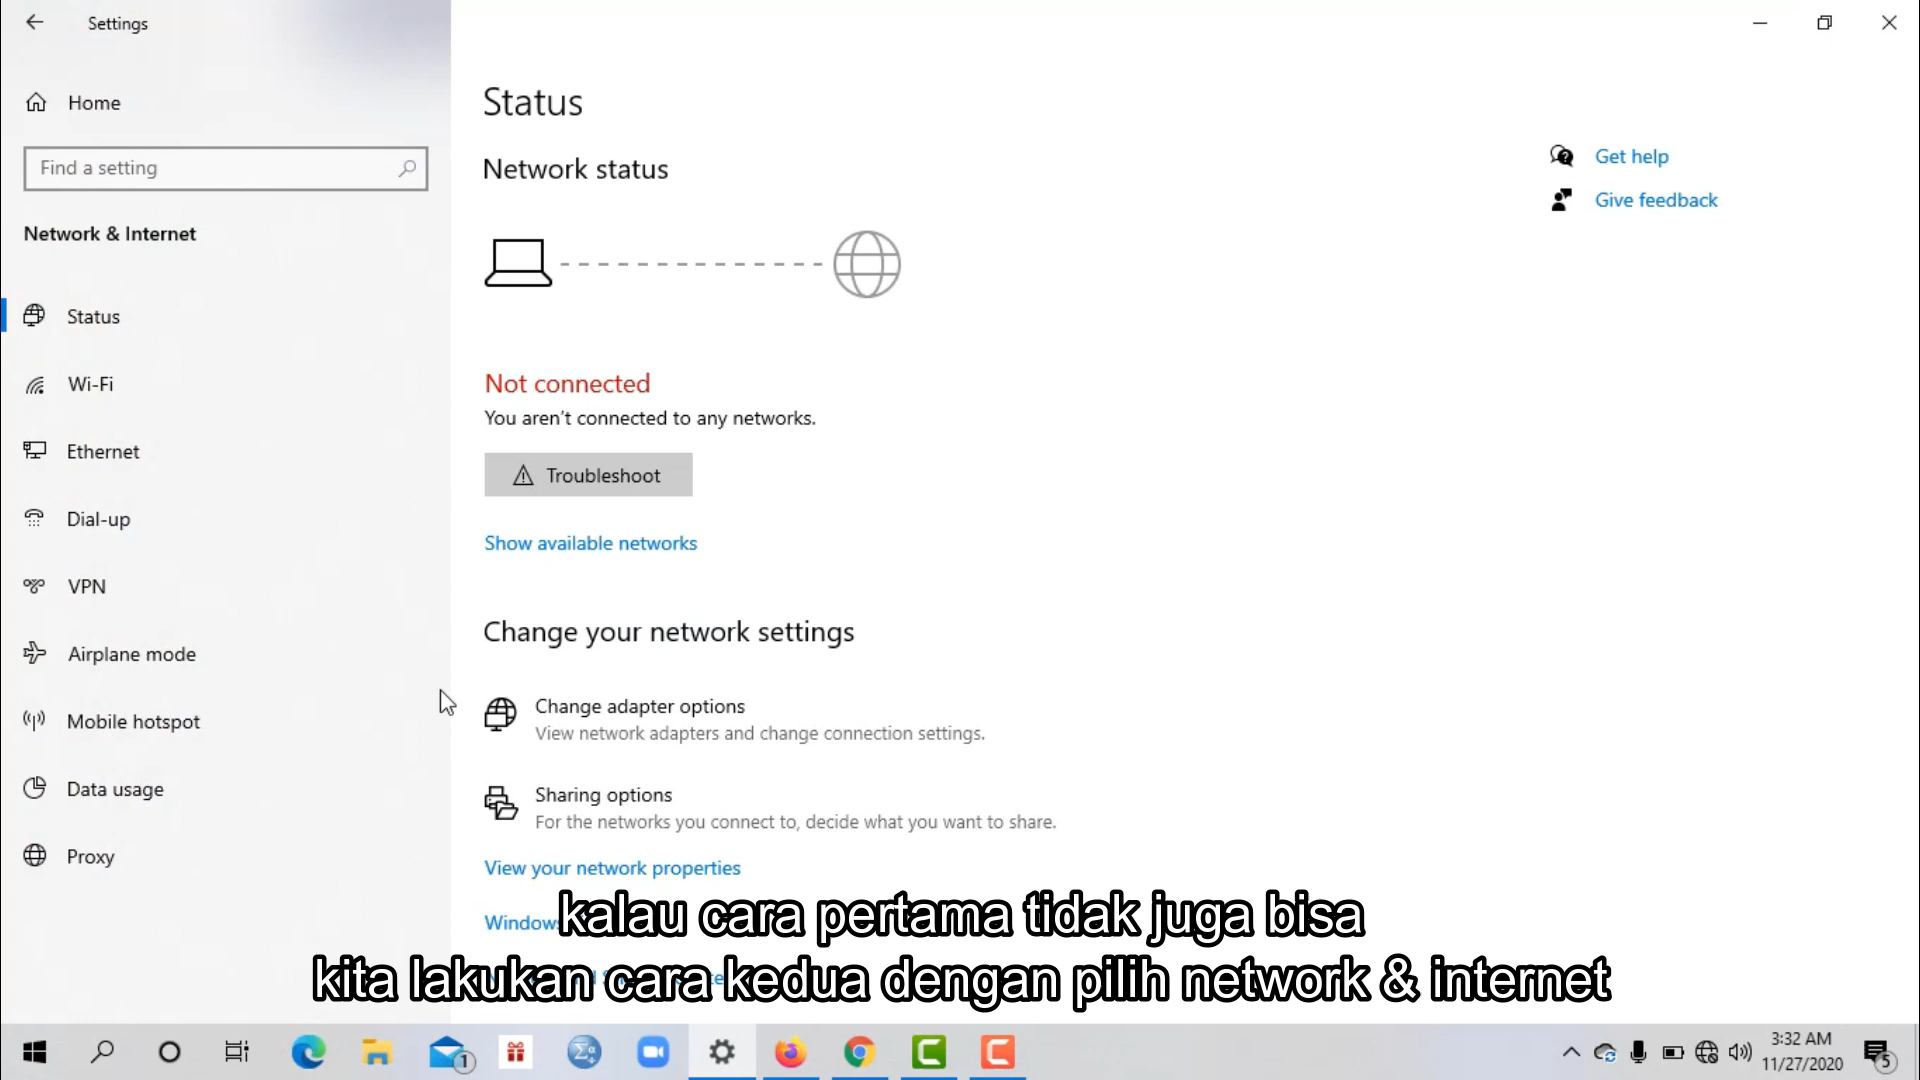 Settings
Home
Find a setting
Network & Internet
Status
Wi-Fi
Ethernet
Dial-up
VPN
Airplane mode
Mobile hotspot
Data usage
Proxy
Status
Network status
Not connected
You aren't connected to any networks.
Troubleshoot
Show available networks
Change your network settings
Change adapter options
View network adapters and change connection settings.
Sharing options
For the networks you connect to, decide what you want to share.
View your network properties
Windows
Get help
Give feedback
kalau cara pertama tidak juga bisa
kita lakukan cara kedua dengan pilih network & internet
1
3:32 AM
11/27/2020
5